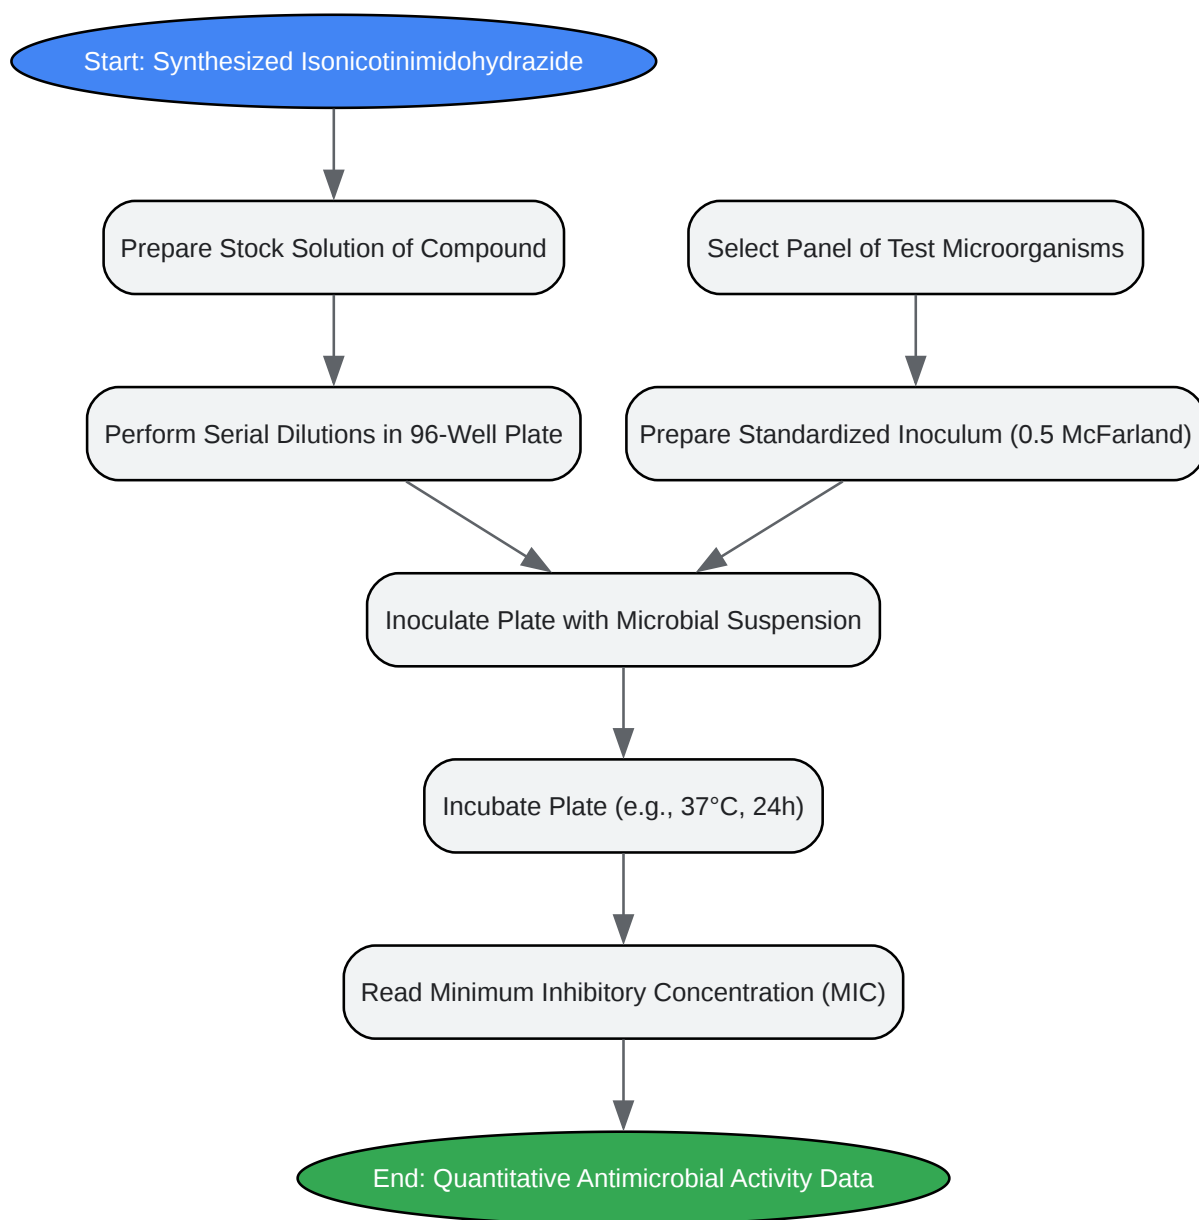 Start: Synthesized Isonicotinimidohydrazide
Prepare Stock Solution of Compound
Select Panel of Test Microorganisms
Perform Serial Dilutions in 96-Well Plate
Prepare Standardized Inoculum (0.5 McFarland)
Inoculate Plate with Microbial Suspension
Incubate Plate (e.g., 37°C, 24h)
Read Minimum Inhibitory Concentration (MIC)
End: Quantitative Antimicrobial Activity Data